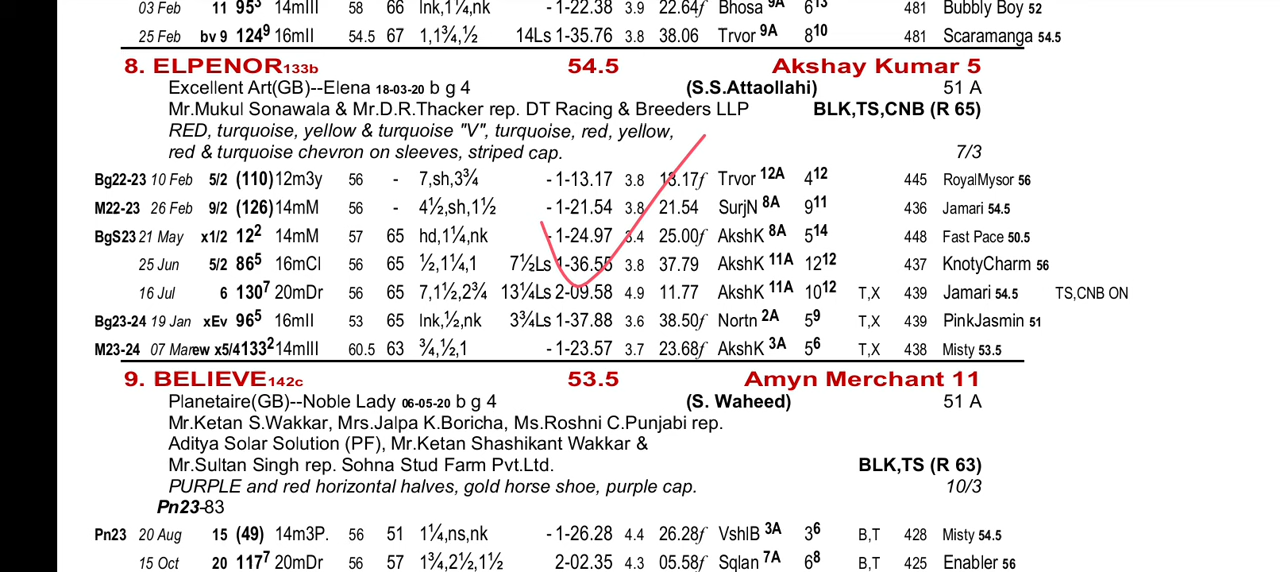 03 Feb 11 95³ 14mIII 58 66 lnk,1¼,nk - 1-22.38 3.9 22.64f Bhosa 9A 6¹³ 481 Bubbly Boy 52
25 Feb bv 9 124⁹ 16mII 54.5 67 1,1¾,½ 14Ls 1-35.76 3.8 38.06 Trvor 9A 8¹⁰ 481 Scaramanga 54.5
8. ELPENOR133b 54.5 Akshay Kumar 5
Excellent Art(GB)--Elena 18-03-20 b g 4 (S.S.Attaollahi) 51 A
Mr.Mukul Sonawala & Mr.D.R.Thacker rep. DT Racing & Breeders LLP BLK,TS,CNB (R 65)
RED, turquoise, yellow & turquoise "V", turquoise, red, yellow,
red & turquoise chevron on sleeves, striped cap. 7/3
Bg22-23 10 Feb 5/2 (110) 12m3y 56 - 7,sh,3¾ - 1-13.17 3.8 13.17f Trvor 12A 4¹² 445 RoyalMysor 56
M22-23 26 Feb 9/2 (126) 14mM 56 - 4½,sh,1½ - 1-21.54 3.8 21.54 SurjN 8A 9¹¹ 436 Jamari 54.5
BgS23 21 May x1/2 12² 14mM 57 65 hd,1¼,nk - 1-24.97 3.4 25.00f AkshK 8A 5¹⁴ 448 Fast Pace 50.5
25 Jun 5/2 86⁵ 16mCl 56 65 ½,1¼,1 7½Ls 1-36.55 3.8 37.79 AkshK 11A 12¹² 437 KnotyCharm 56
16 Jul 6 130⁷ 20mDr 56 65 7,1½,2¾ 13¼Ls 2-09.58 4.9 11.77 AkshK 11A 10¹² T,X 439 Jamari 54.5 TS,CNB ON
Bg23-24 19 Jan xEv 96⁵ 16mII 53 65 lnk,½,nk 3¾Ls 1-37.88 3.6 38.50f Nortn 2A 5⁹ T,X 439 PinkJasmin 51
M23-24 07 Marew x5/4 133² 14mIII 60.5 63 ¾,½,1 - 1-23.57 3.7 23.68f AkshK 3A 5⁶ T,X 438 Misty 53.5
9. BELIEVE142c 53.5 Amyn Merchant 11
Planetaire(GB)--Noble Lady 06-05-20 b g 4 (S. Waheed) 51 A
Mr.Ketan S.Wakkar, Mrs.Jalpa K.Boricha, Ms.Roshni C.Punjabi rep.
Aditya Solar Solution (PF), Mr.Ketan Shashikant Wakkar &
Mr.Sultan Singh rep. Sohna Stud Farm Pvt.Ltd. BLK,TS (R 63)
PURPLE and red horizontal halves, gold horse shoe, purple cap. 10/3
Pn23-83
Pn23 20 Aug 15 (49) 14m3P. 56 51 1¼,ns,nk - 1-26.28 4.4 26.28f VshlB 3A 3⁶ B,T 428 Misty 54.5
15 Oct 20 117⁷ 20mDr 56 57 1¾,2½,1½ 2-02.35 4.3 05.58f Sqlan 7A 6⁸ B,T 425 Enabler 56